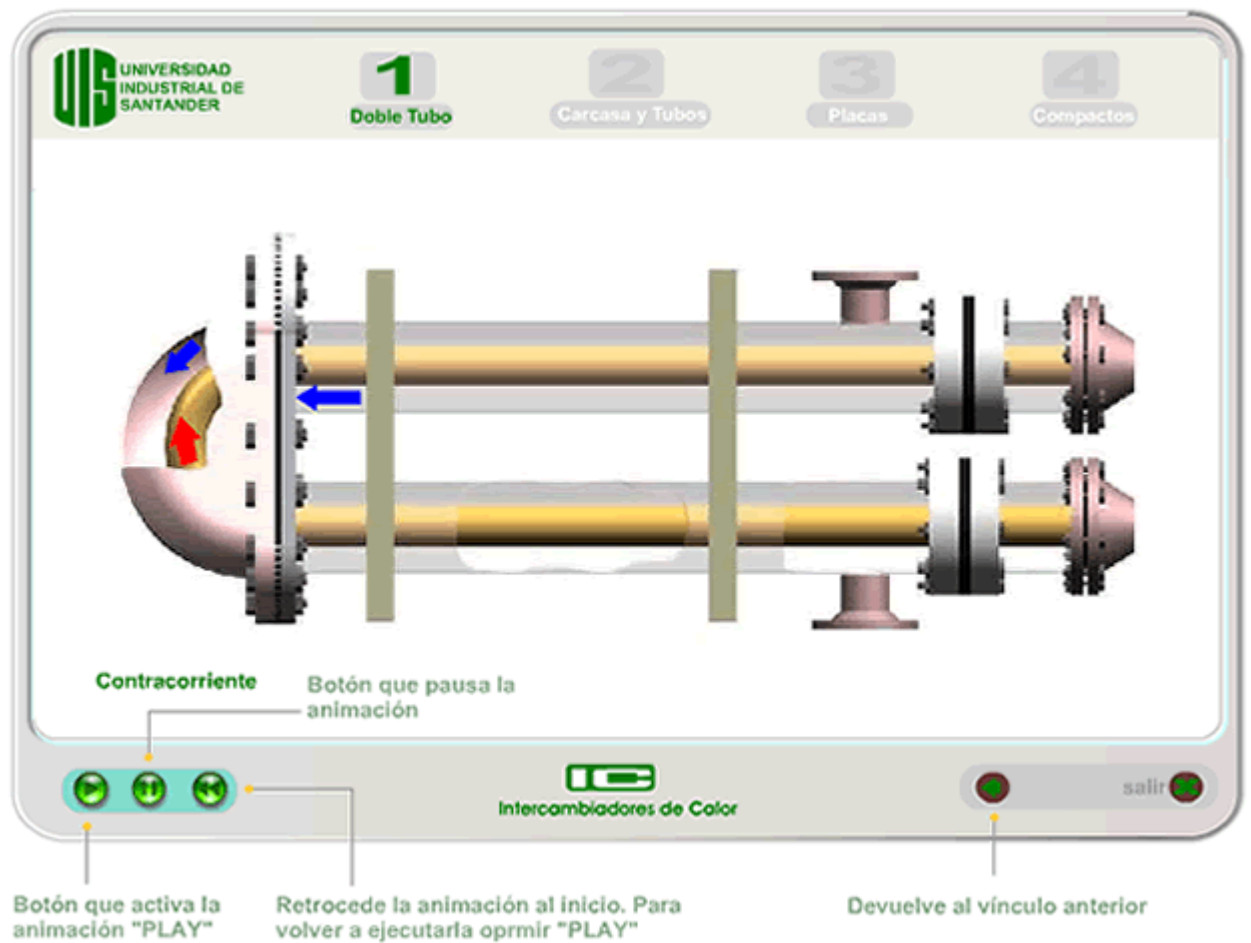 UIS
UNIVERSIDAD
INDUSTRIAL DE
SANTANDER
1
Doble Tubo
2
Carcasa y Tubos
3
Placas
4
Compactos
Contracorriente
Botón que pausa la
animación
IC
Intercambiadores de Calor
salir
Botón que activa la
animación "PLAY"
Retrocede la animación al inicio. Para
volver a ejecutarla oprmir "PLAY"
Devuelve al vínculo anterior